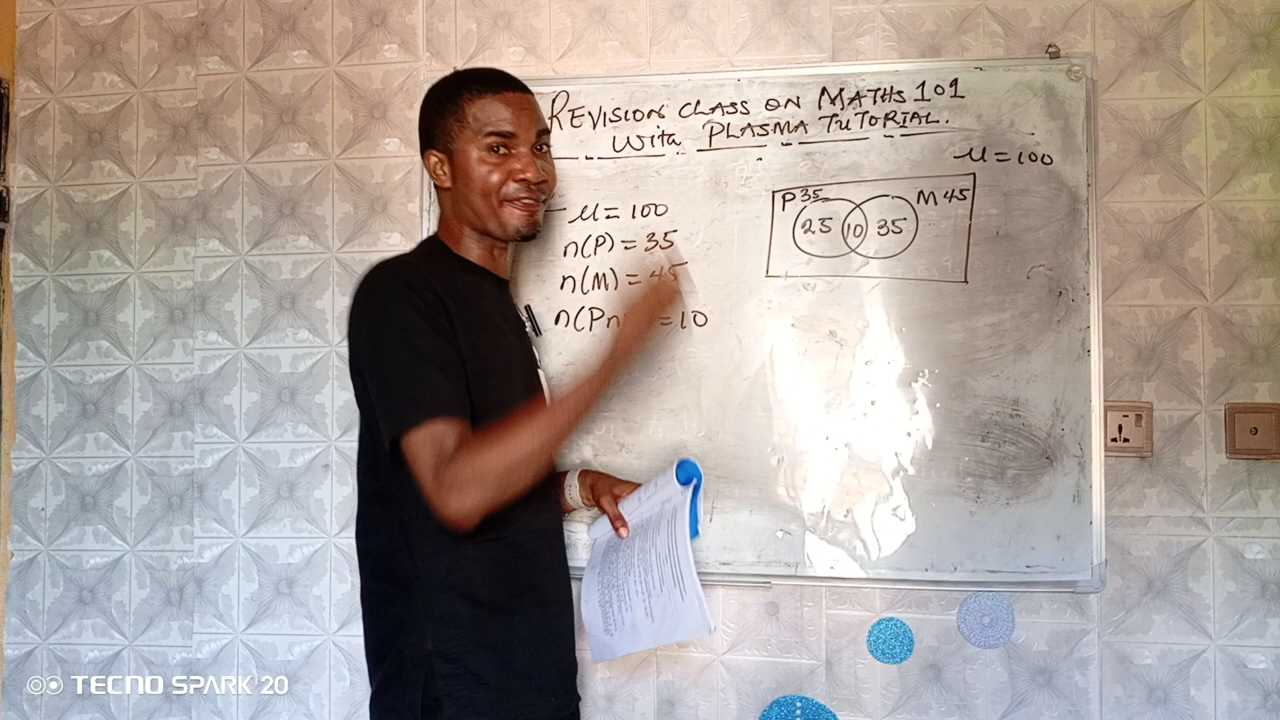 REVISION CLASS ON MATHS 101
WITH PLASMA TUTORIAL.
μ = 100
P 35 M 45
25 10 35
- μ = 100
n(P) = 35
n(M) = 45
n(Pn = 10
TECNO SPARK 20